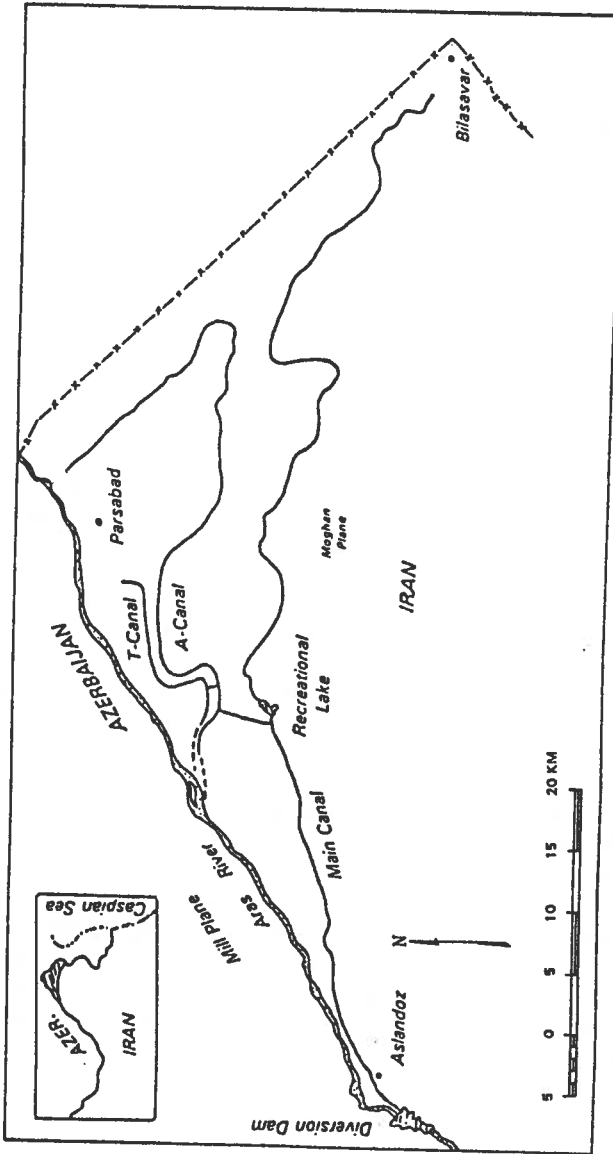 Caspian Sea
AZER.
IRAN
Diversion Dam
Aslandoz
Mill Plane
Aras River
Main Canal
AZERBAIJAN
T-Canal
A-Canal
Parsabad
Recreational
Lake
Moghan
Plane
IRAN
Bilasavar
N
5 0 5 10 15 20 KM